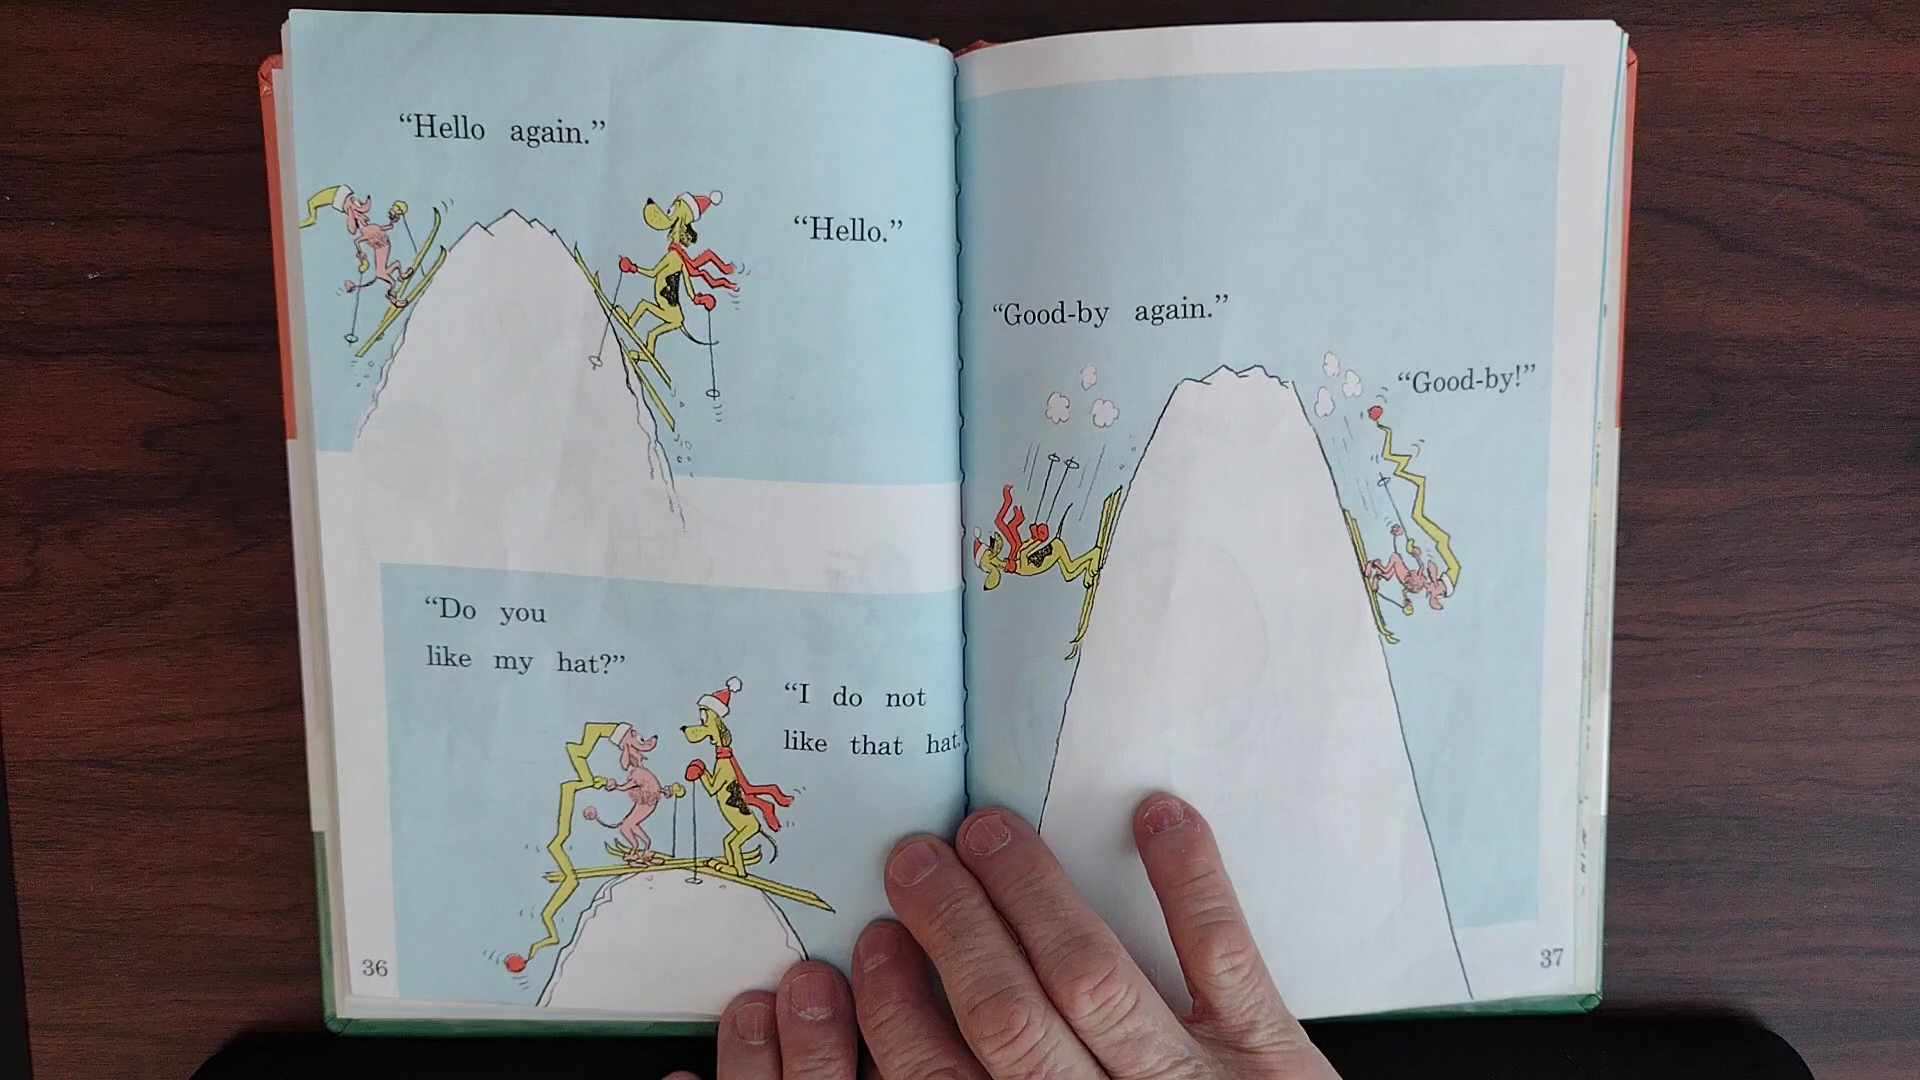 “Hello again.”
“Hello.”
“Do you
like my hat?”
“I do not
like that hat.”
36
“Good-by again.”
“Good-by!”
37